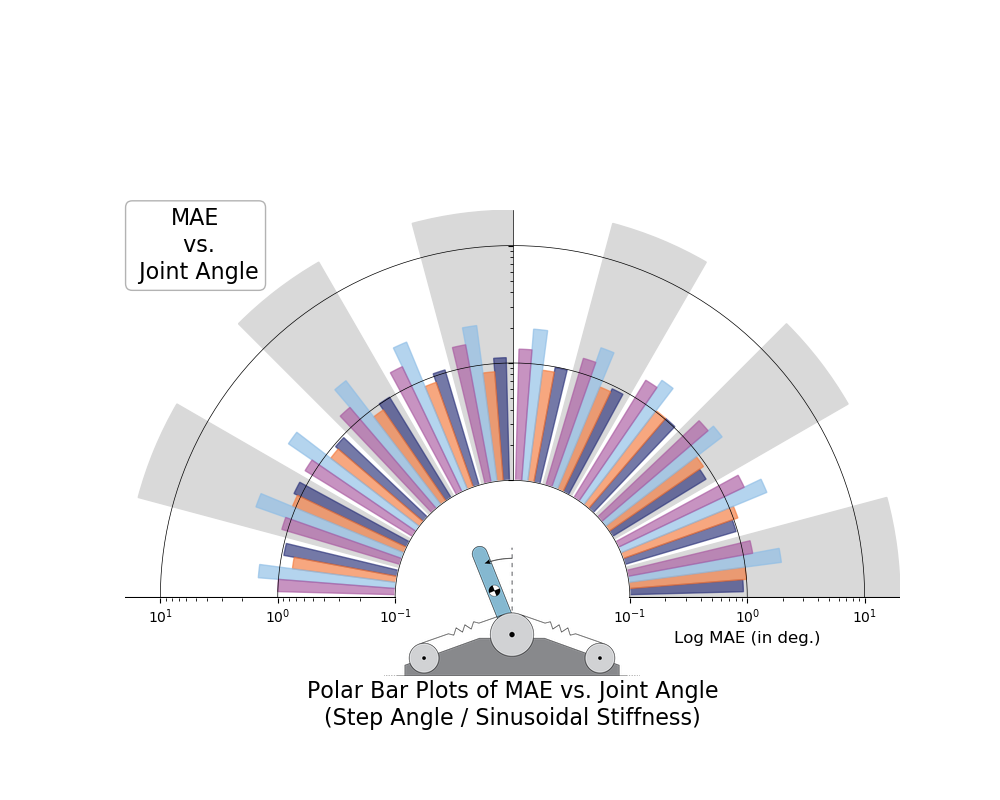 MAE
vs.
Joint Angle
10¹ 10⁰ 10⁻¹ 10⁻¹ 10⁰ 10¹
Log MAE (in deg.)
Polar Bar Plots of MAE vs. Joint Angle
(Step Angle / Sinusoidal Stiffness)